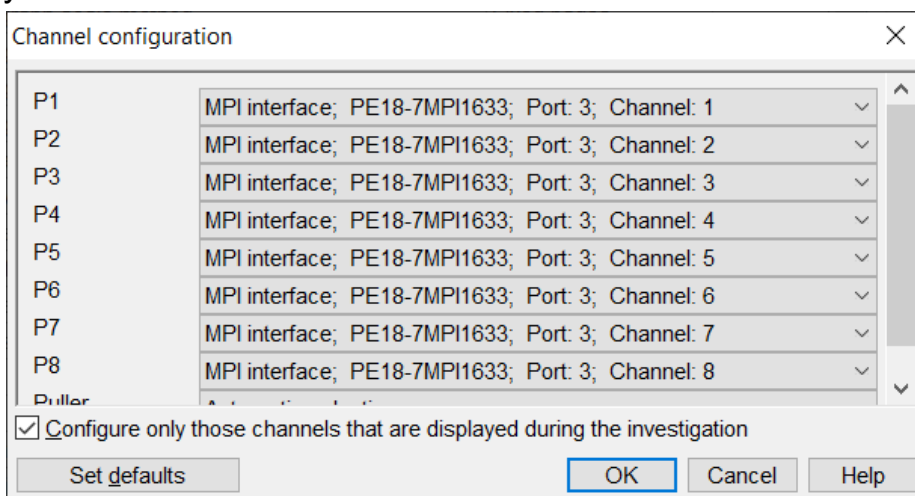 Channel configuration
P1 MPI interface; PE18-7MPI1633; Port: 3; Channel: 1
P2 MPI interface; PE18-7MPI1633; Port: 3; Channel: 2
P3 MPI interface; PE18-7MPI1633; Port: 3; Channel: 3
P4 MPI interface; PE18-7MPI1633; Port: 3; Channel: 4
P5 MPI interface; PE18-7MPI1633; Port: 3; Channel: 5
P6 MPI interface; PE18-7MPI1633; Port: 3; Channel: 6
P7 MPI interface; PE18-7MPI1633; Port: 3; Channel: 7
P8 MPI interface; PE18-7MPI1633; Port: 3; Channel: 8
Puller
Configure only those channels that are displayed during the investigation
Set defaults OK Cancel Help